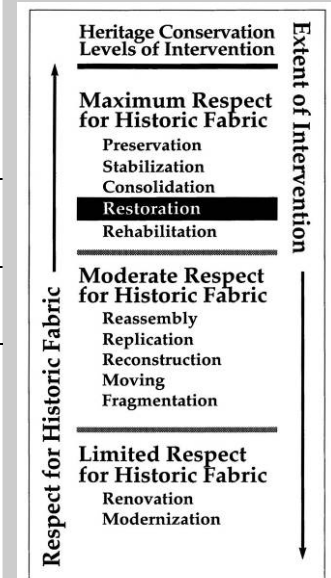 Heritage Conservation
Levels of Intervention
Maximum Respect
for Historic Fabric
Preservation
Stabilization
Consolidation
Restoration
Rehabilitation
Moderate Respect
for Historic Fabric
Reassembly
Replication
Reconstruction
Moving
Fragmentation
Limited Respect
for Historic Fabric
Renovation
Modernization
Respect for Historic Fabric
Extent of Intervention